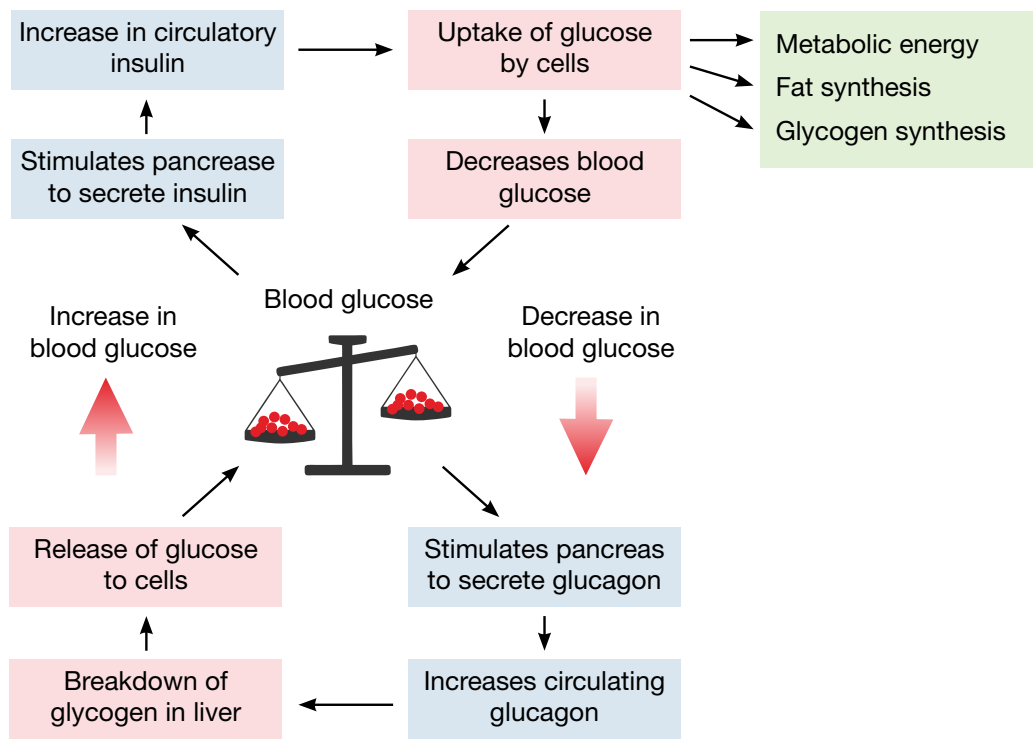 Increase in circulatory
insulin
Uptake of glucose
by cells
Metabolic energy
Fat synthesis
Glycogen synthesis
Stimulates pancrease
to secrete insulin
Decreases blood
glucose
Blood glucose
Increase in
blood glucose
Decrease in
blood glucose
Release of glucose
to cells
Stimulates pancreas
to secrete glucagon
Breakdown of
glycogen in liver
Increases circulating
glucagon